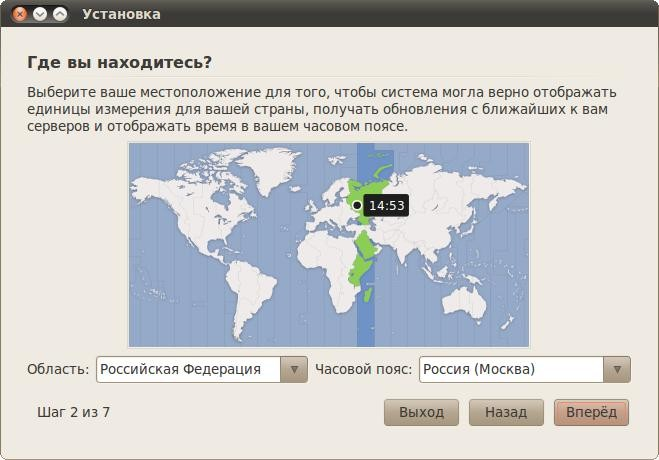 Установка
Где вы находитесь?
Выберите ваше местоположение для того, чтобы система могла верно отображать
единицы измерения для вашей страны, получать обновления с ближайших к вам
серверов и отображать время в вашем часовом поясе.
14:53
Область: Российская Федерация Часовой пояс: Россия (Москва)
Шаг 2 из 7 Выход Назад Вперёд